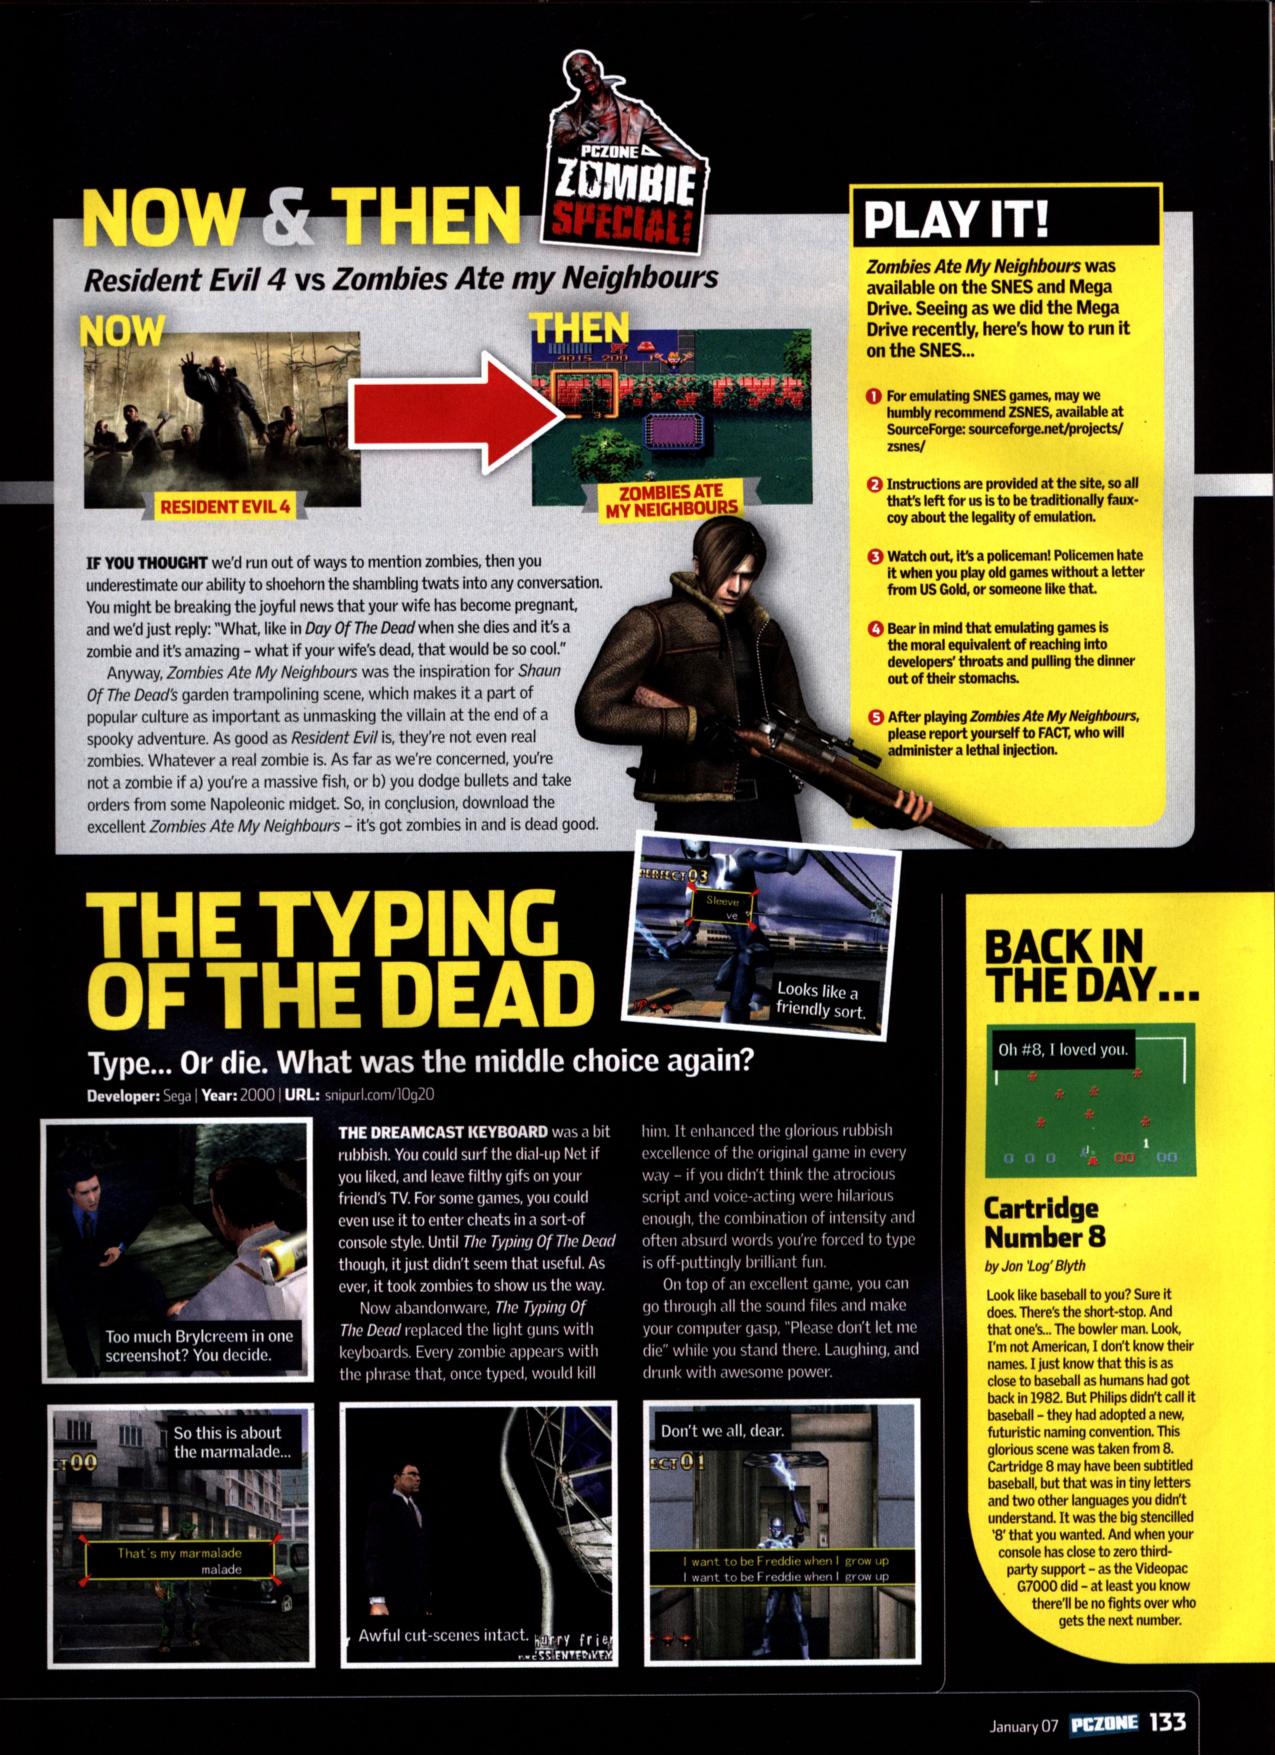 PCZONE
ZOMBIE
SPECIAL!
NOW & THEN
Resident Evil 4 vs Zombies Ate my Neighbours
NOW
RESIDENT EVIL 4
THEN
4015 200
ZOMBIES ATE
MY NEIGHBOURS
IF YOU THOUGHT we'd run out of ways to mention zombies, then you
underestimate our ability to shoehorn the shambling twats into any conversation.
You might be breaking the joyful news that your wife has become pregnant,
and we'd just reply: "What, like in Day Of The Dead when she dies and it's a
zombie and it's amazing – what if your wife's dead, that would be so cool."
Anyway, Zombies Ate My Neighbours was the inspiration for Shaun
Of The Dead's garden trampolining scene, which makes it a part of
popular culture as important as unmasking the villain at the end of a
spooky adventure. As good as Resident Evil is, they're not even real
zombies. Whatever a real zombie is. As far as we're concerned, you're
not a zombie if a) you're a massive fish, or b) you dodge bullets and take
orders from some Napoleonic midget. So, in conclusion, download the
excellent Zombies Ate My Neighbours – it's got zombies in and is dead good.
PLAY IT!
Zombies Ate My Neighbours was
available on the SNES and Mega
Drive. Seeing as we did the Mega
Drive recently, here's how to run it
on the SNES...
1 For emulating SNES games, may we
humbly recommend ZSNES, available at
SourceForge: sourceforge.net/projects/
zsnes/
2 Instructions are provided at the site, so all
that's left for us is to be traditionally faux-
coy about the legality of emulation.
3 Watch out, it's a policeman! Policemen hate
it when you play old games without a letter
from US Gold, or someone like that.
4 Bear in mind that emulating games is
the moral equivalent of reaching into
developers' throats and pulling the dinner
out of their stomachs.
5 After playing Zombies Ate My Neighbours,
please report yourself to FACT, who will
administer a lethal injection.
THE TYPING
OF THE DEAD
PERFECT 03
Sleeve
ve
Looks like a
friendly sort.
Type... Or die. What was the middle choice again?
Developer: Sega | Year: 2000 | URL: snipurl.com/10g20
Too much Brylcreem in one
screenshot? You decide.
THE DREAMCAST KEYBOARD was a bit
rubbish. You could surf the dial-up Net if
you liked, and leave filthy gifs on your
friend's TV. For some games, you could
even use it to enter cheats in a sort-of
console style. Until The Typing Of The Dead
though, it just didn't seem that useful. As
ever, it took zombies to show us the way.
Now abandonware, The Typing Of
The Dead replaced the light guns with
keyboards. Every zombie appears with
the phrase that, once typed, would kill
him. It enhanced the glorious rubbish
excellence of the original game in every
way – if you didn't think the atrocious
script and voice-acting were hilarious
enough, the combination of intensity and
often absurd words you're forced to type
is off-puttingly brilliant fun.
On top of an excellent game, you can
go through all the sound files and make
your computer gasp, "Please don't let me
die" while you stand there. Laughing, and
drunk with awesome power.
So this is about
the marmalade...
CT 00
That's my marmalade
malade
Awful cut-scenes intact.
hurry frie
Don't we all, dear.
ECT 01
I want to be Freddie when I grow up
I want to be Freddie when I grow up
BACK IN
THE DAY...
Oh #8, I loved you.
1
0 0 0
00 00
Cartridge
Number 8
by Jon 'Log' Blyth
Look like baseball to you? Sure it
does. There's the short-stop. And
that one's... The bowler man. Look,
I'm not American, I don't know their
names. I just know that this is as
close to baseball as humans had got
back in 1982. But Philips didn't call it
baseball – they had adopted a new,
futuristic naming convention. This
glorious scene was taken from 8.
Cartridge 8 may have been subtitled
baseball, but that was in tiny letters
and two other languages you didn't
understand. It was the big stencilled
'8' that you wanted. And when your
console has close to zero third-
party support – as the Videopac
G7000 did – at least you know
there'll be no fights over who
gets the next number.
January 07 PCZONE 133